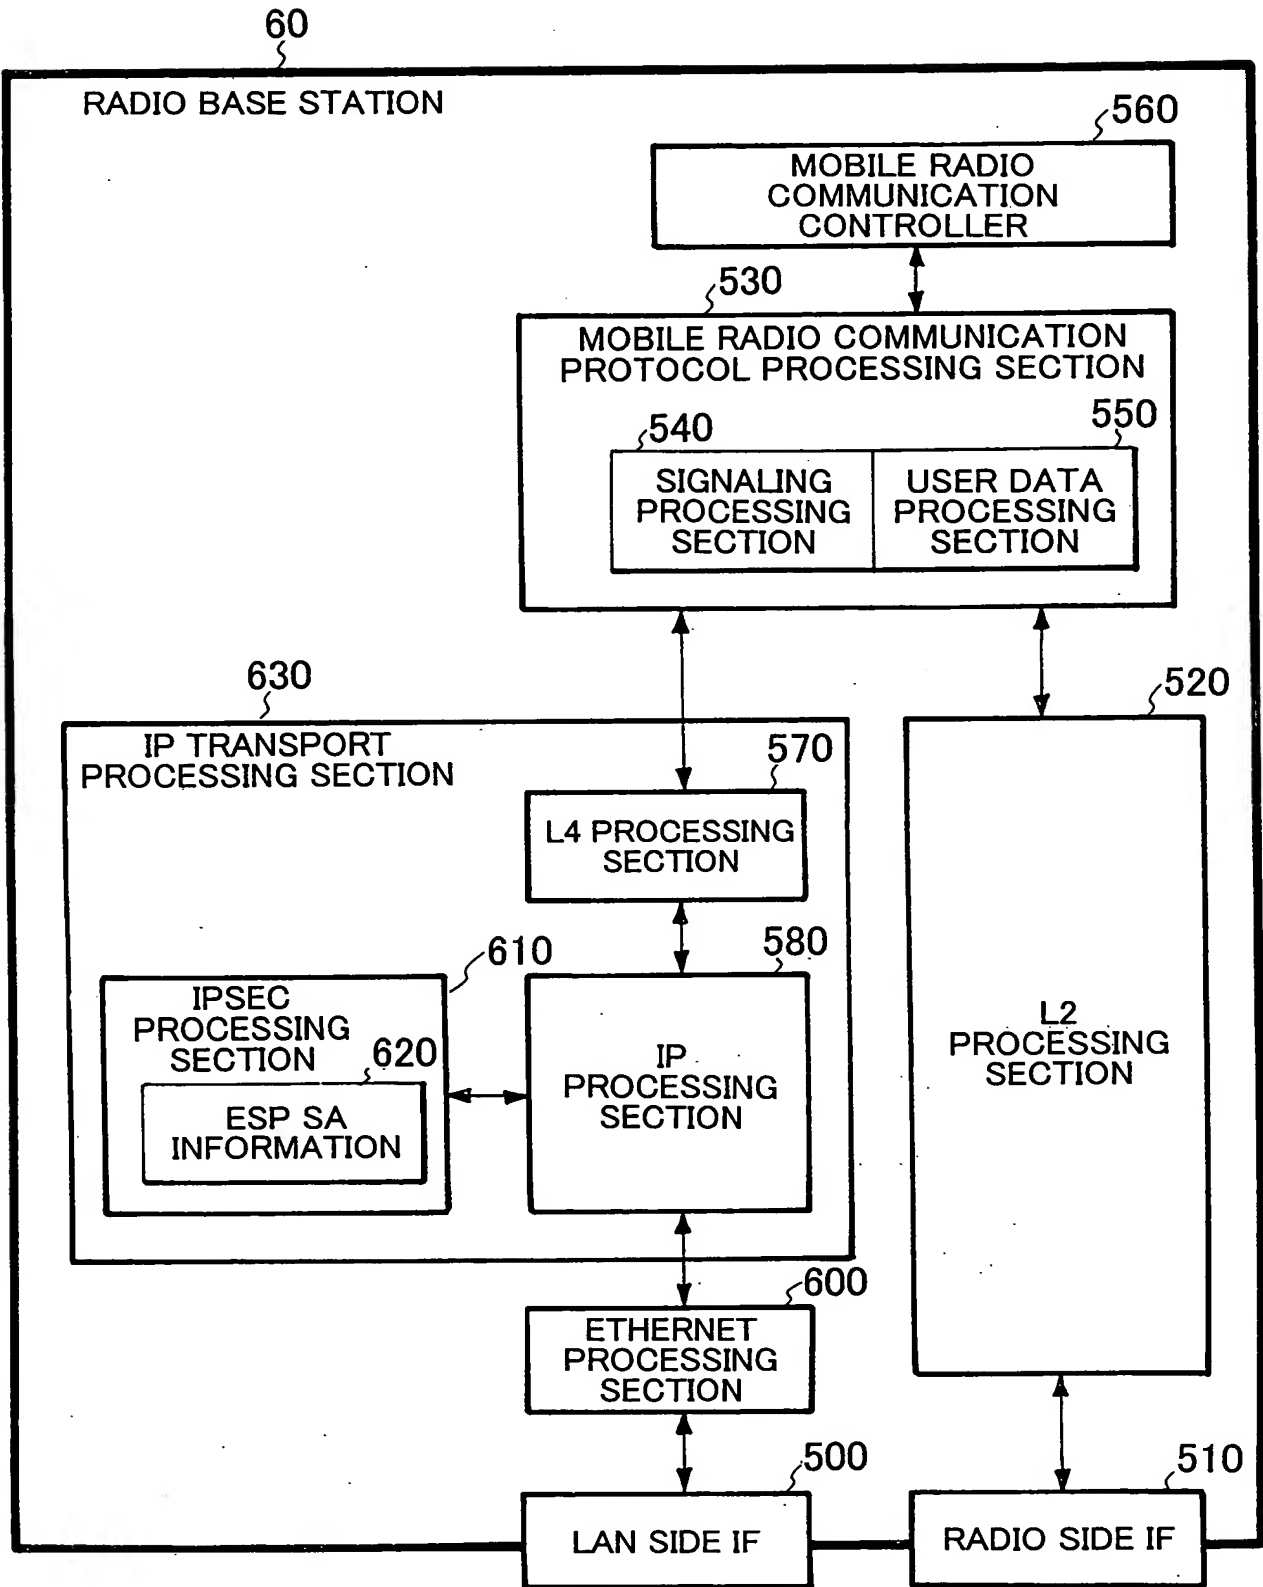 60
RADIO BASE STATION
560
MOBILE RADIO
COMMUNICATION
CONTROLLER
530
MOBILE RADIO COMMUNICATION
PROTOCOL PROCESSING SECTION
540
550
SIGNALING
PROCESSING
SECTION
USER DATA
PROCESSING
SECTION
630
IP TRANSPORT
PROCESSING SECTION
520
570
L4 PROCESSING
SECTION
610
580
IPSEC
PROCESSING
SECTION
620
ESP SA
INFORMATION
IP
PROCESSING
SECTION
L2
PROCESSING
SECTION
600
ETHERNET
PROCESSING
SECTION
500
510
LAN SIDE IF
RADIO SIDE IF